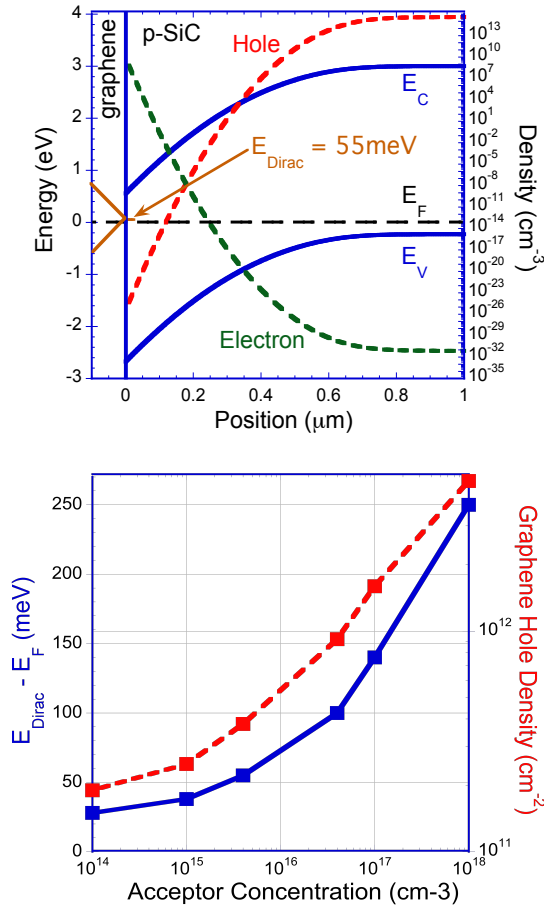 graphene
p-SiC
Hole
E_C
E_Dirac = 55meV
E_F
E_V
Electron
Energy (eV)
4
3
2
1
0
-1
-2
-3
Density (cm^-3)
10^13
10^10
10^7
10^4
10^1
10^-2
10^-5
10^-8
10^-11
10^-14
10^-17
10^-20
10^-23
10^-26
10^-29
10^-32
10^-35
0
0.2
0.4
0.6
0.8
1
Position (μm)
E_Dirac - E_F (meV)
250
200
150
100
50
0
Graphene Hole
Density (cm^-2)
10^12
10^11
10^14
10^15
10^16
10^17
10^18
Acceptor Concentration (cm-3)